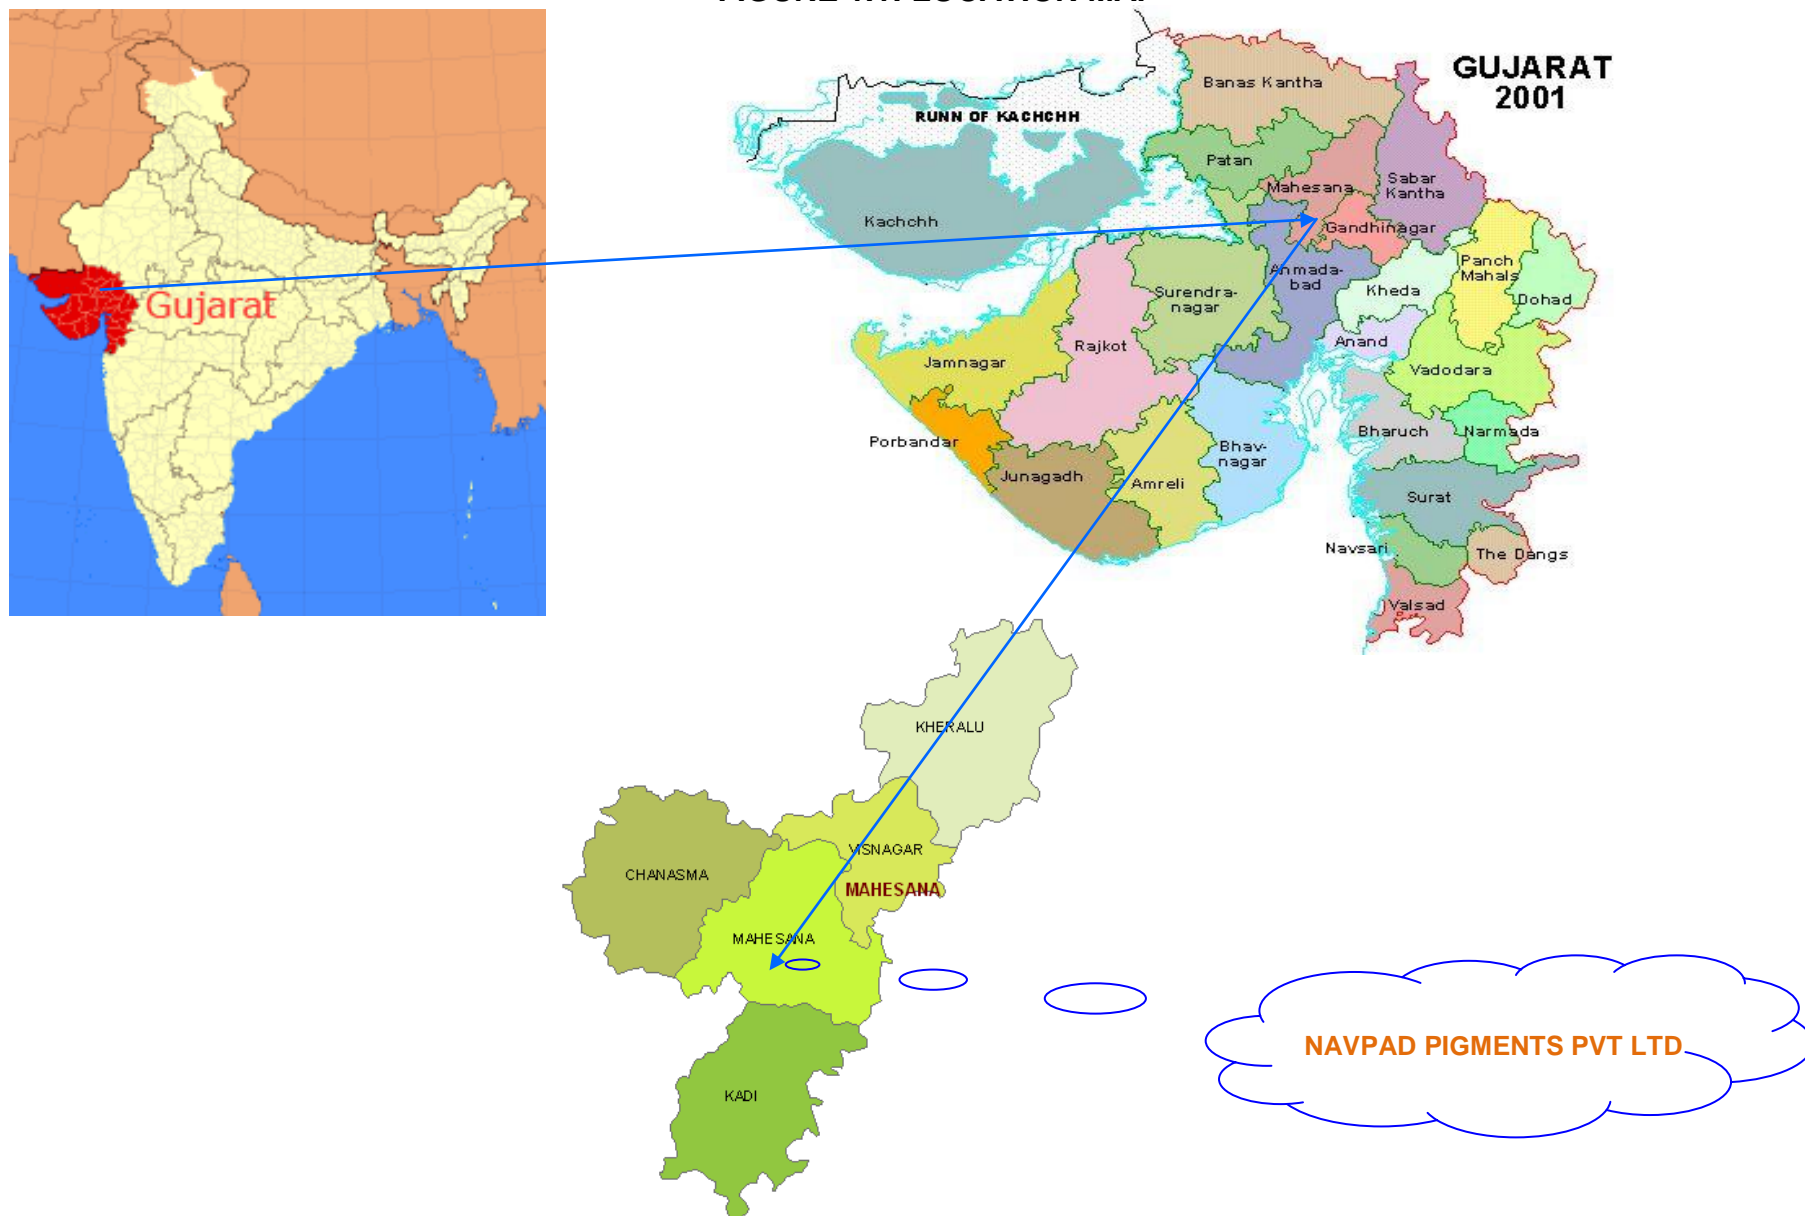 Gujarat
GUJARAT
2001
Banas Kantha
RUNN OF KACHCHH
Patan
Mahesana
Sabar
Kantha
Kachchh
Gandhinagar
Panch
Mahals
Ahmada-
bad
Kheda
Dohad
Surendra-
nagar
Anand
Rajkot
Jamnagar
Vadodara
Porbandar
Bharuch
Narmada
Bhav-
nagar
Junagadh
Amreli
Surat
Navsari
The Dangs
Valsad
KHERALU
VISNAGAR
CHANASMA
MAHESANA
MAHESANA
NAVPAD PIGMENTS PVT LTD
KADI